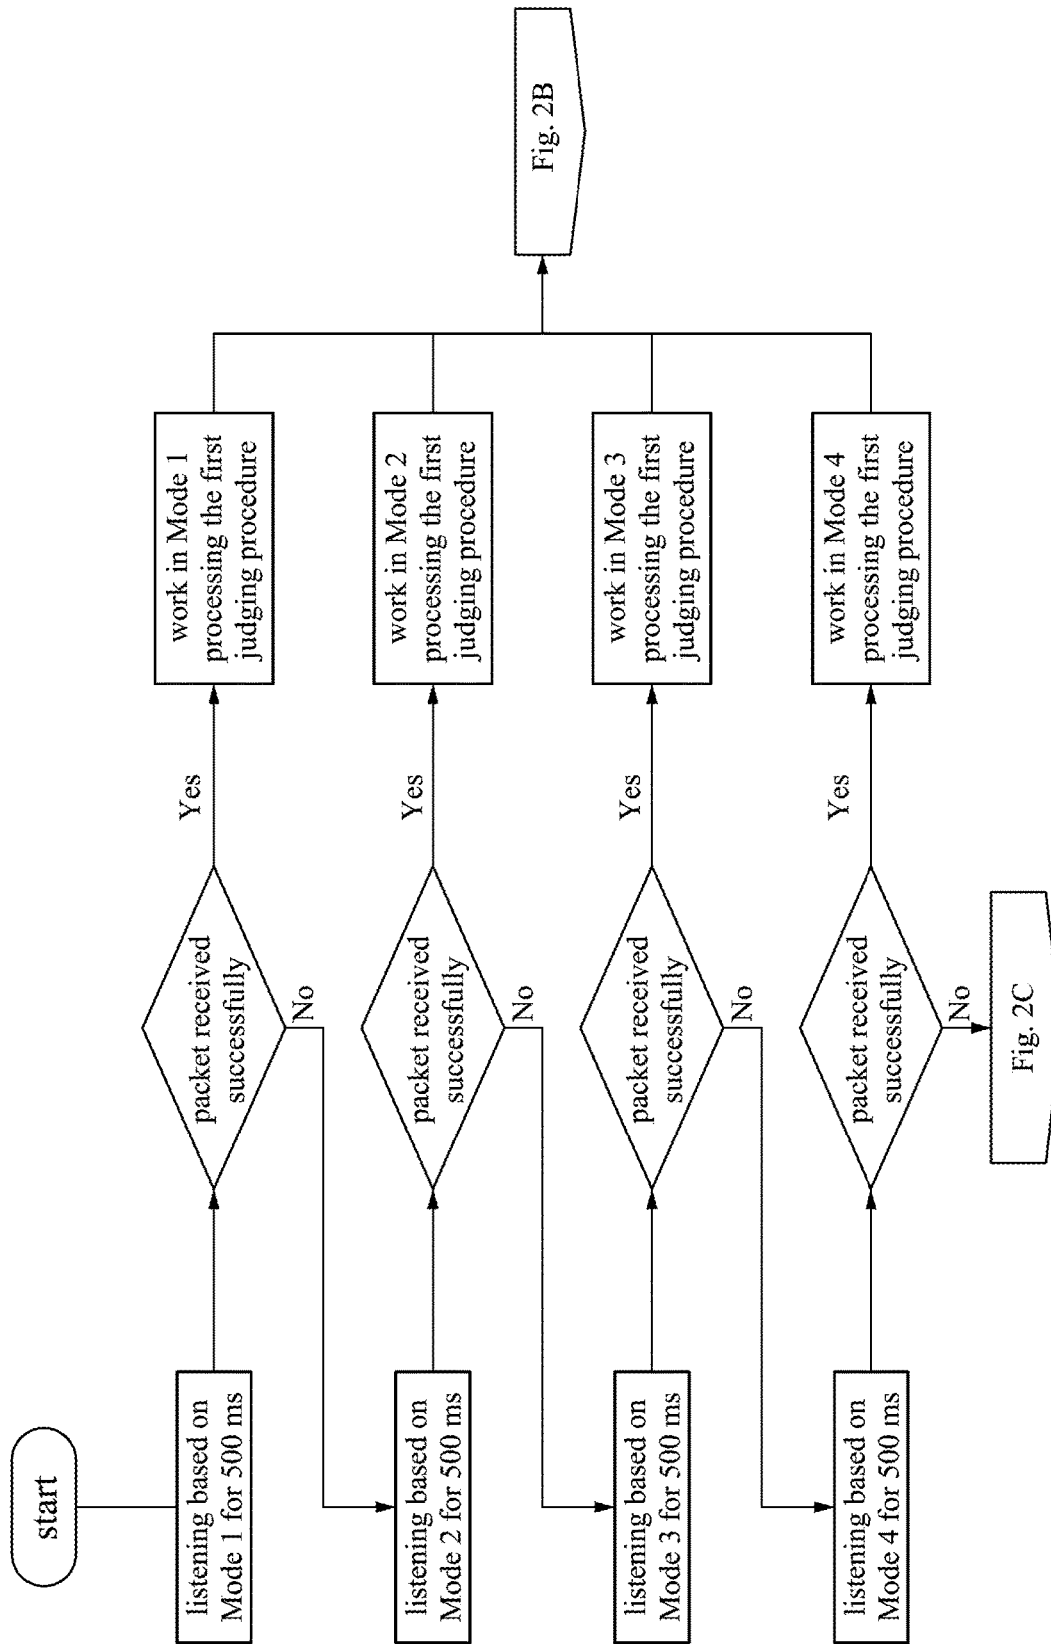 start
listening based on
Mode 1 for 500 ms
packet received
successfully
Yes
No
work in Mode 1
processing the first
judging procedure
listening based on
Mode 2 for 500 ms
packet received
successfully
Yes
No
work in Mode 2
processing the first
judging procedure
listening based on
Mode 3 for 500 ms
packet received
successfully
Yes
No
work in Mode 3
processing the first
judging procedure
listening based on
Mode 4 for 500 ms
packet received
successfully
Yes
No
work in Mode 4
processing the first
judging procedure
Fig. 2B
Fig. 2C